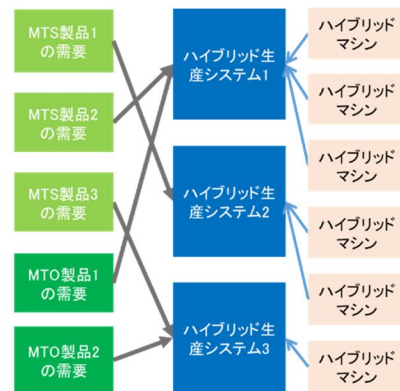 MTS製品1
の需要
MTS製品2
の需要
MTS製品3
の需要
MTO製品1
の需要
MTO製品2
の需要
ハイブリッド生
産システム1
ハイブリッド生
産システム2
ハイブリッド生
産システム3
ハイブリッド
マシン
ハイブリッド
マシン
ハイブリッド
マシン
ハイブリッド
マシン
ハイブリッド
マシン
ハイブリッド
マシン